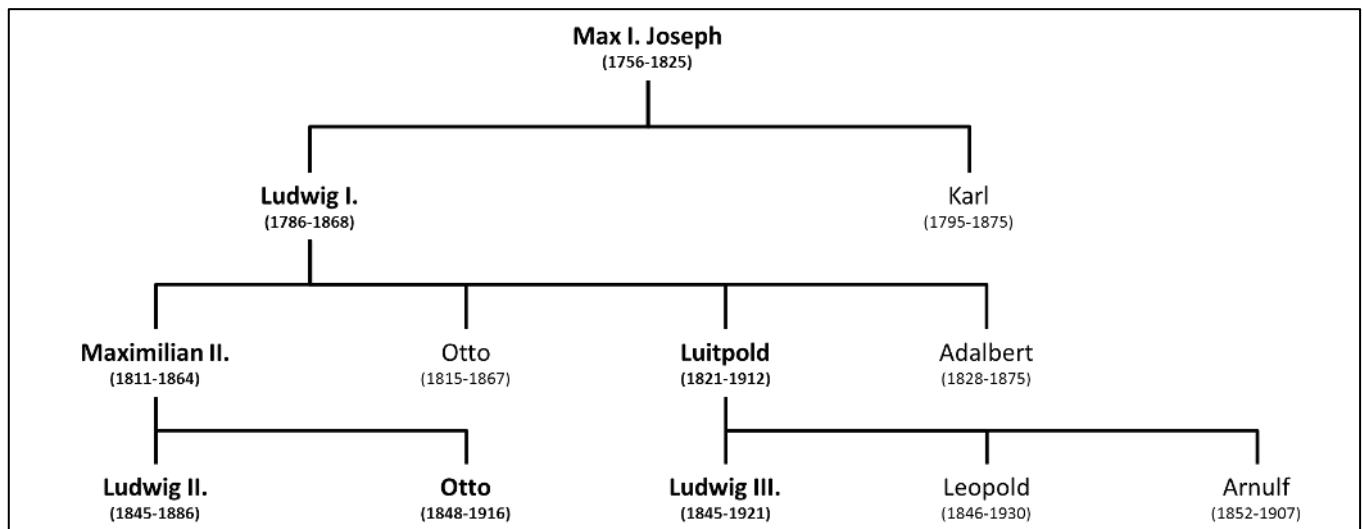 Max I. Joseph
(1756-1825)
Ludwig I.
(1786-1868)
Karl
(1795-1875)
Maximilian II.
(1811-1864)
Otto
(1815-1867)
Luitpold
(1821-1912)
Adalbert
(1828-1875)
Ludwig II.
(1845-1886)
Otto
(1848-1916)
Ludwig III.
(1845-1921)
Leopold
(1846-1930)
Arnulf
(1852-1907)